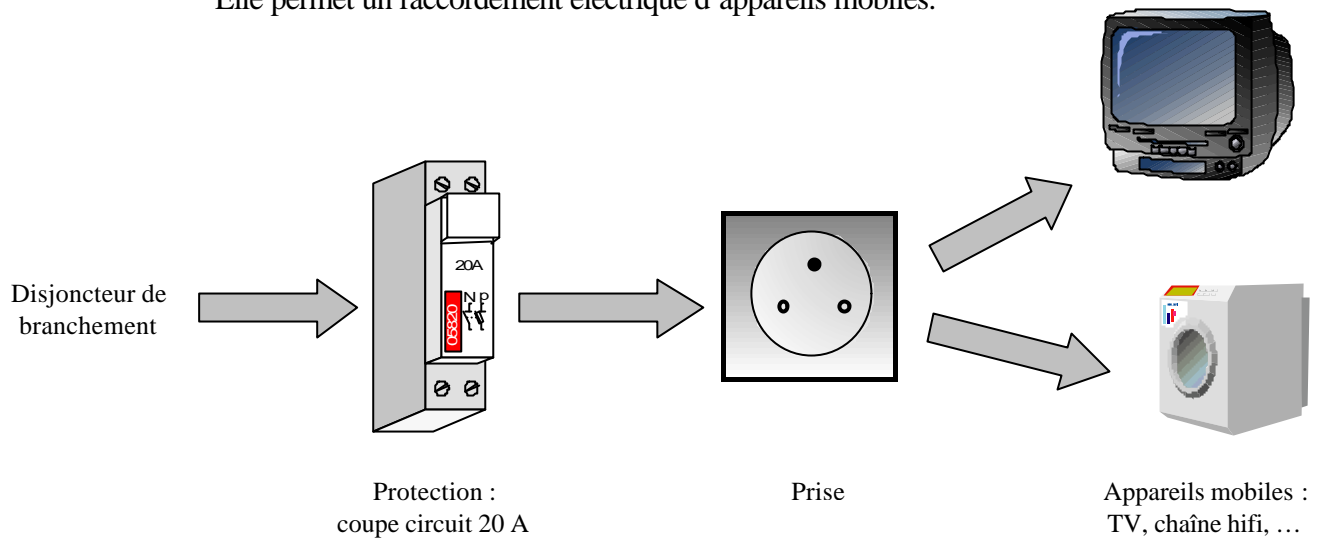 Elle permet un raccordement électrique d'appareils mobiles.
20A
N P
05820
Disjoncteur de
branchement
Protection :
coupe circuit 20 A
Prise
Appareils mobiles :
TV, chaîne hifi, …